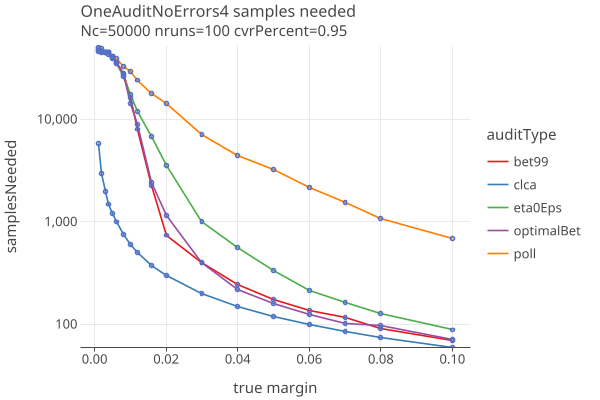 OneAuditNoErrors4 samples needed
Nc=50000 nruns=100 cvrPercent=0.95
samplesNeeded
10,000
1,000
100
0.00 0.02 0.04 0.06 0.08 0.10
true margin
auditType
bet99
clca
eta0Eps
optimalBet
poll